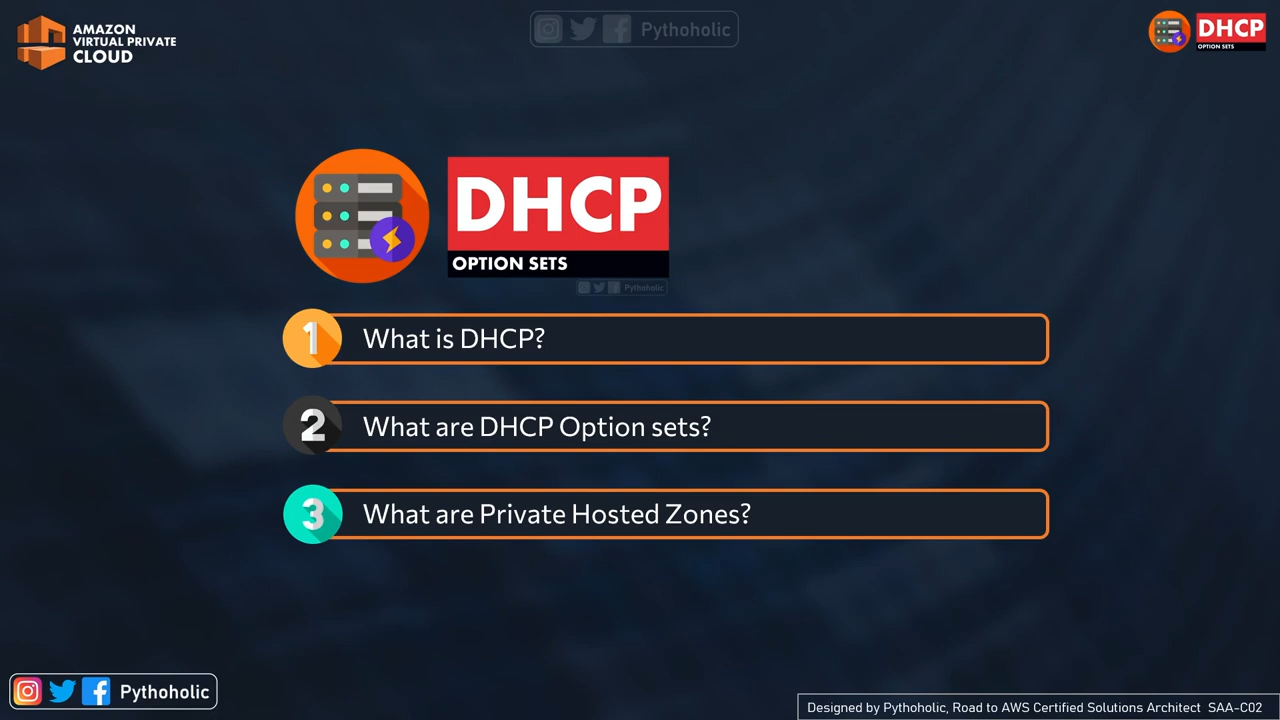 AMAZON
VIRTUAL PRIVATE
CLOUD
Pythoholic
DHCP
OPTION SETS
DHCP
OPTION SETS
Pythoholic
1 What is DHCP?
2 What are DHCP Option sets?
3 What are Private Hosted Zones?
Pythoholic
Designed by Pythoholic, Road to AWS Certified Solutions Architect SAA-C02